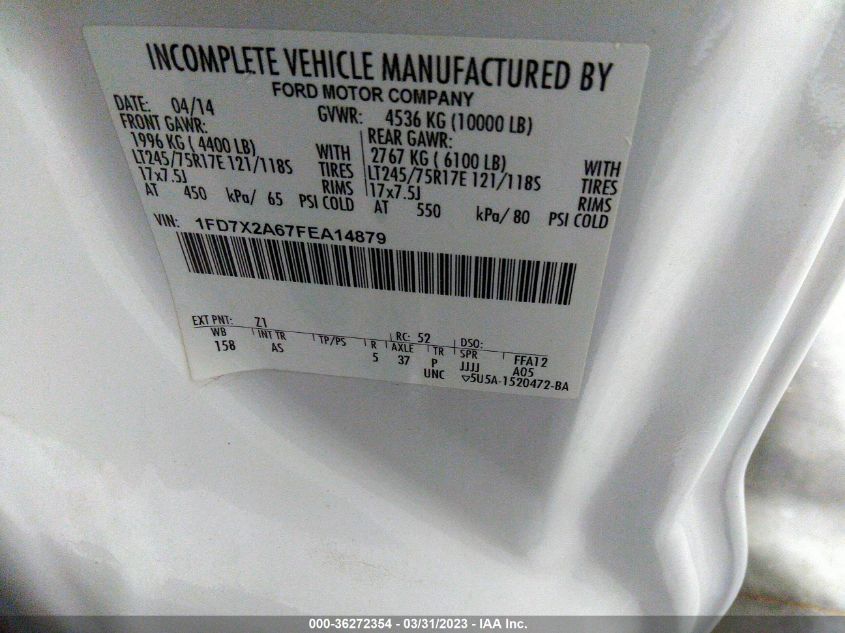 INCOMPLETE VEHICLE MANUFACTURED BY
FORD MOTOR COMPANY
DATE: 04/14 GVWR: 4536 KG (10000 LB)
FRONT GAWR: REAR GAWR:
1996 KG ( 4400 LB) WITH 2767 KG ( 6100 LB) WITH
LT245/75R17E 121/118S TIRES LT245/75R17E 121/118S TIRES
17x7.5J RIMS 17x7.5J RIMS
AT 450 kPa/ 65 PSI COLD AT 550 kPa/ 80 PSI COLD
VIN: 1FD7X2A67FEA14879
EXT PNT: Z1 RC: 52 DSO:
WB INT TR TP/PS R AXLE TR SPR FFA12
158 AS 5 37 P JJJJ A05
UNC ▽5U5A-1520472-BA
000-36272354 - 03/31/2023 - IAA Inc.